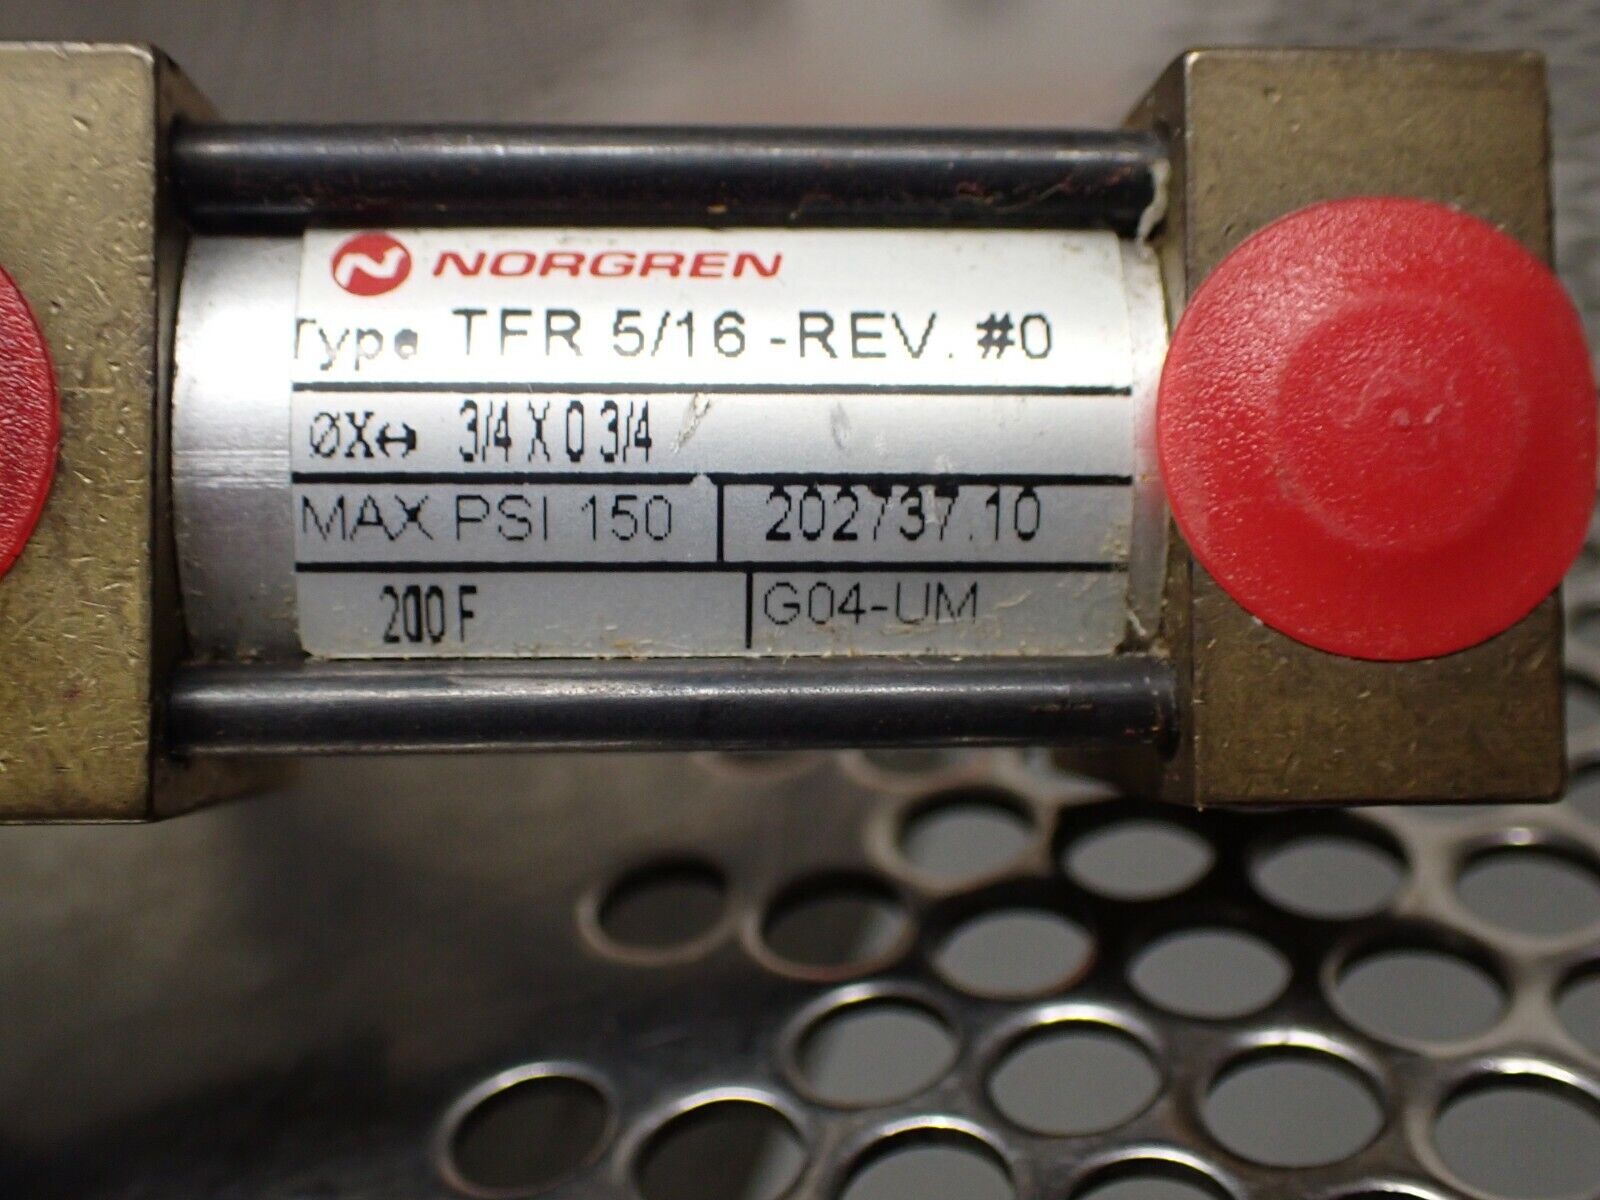 NORGREN
Type TFR 5/16 -REV. #0
ØX↔ 3/4 X 0 3/4
MAX PSI 150 202737.10
200 F G04-UM